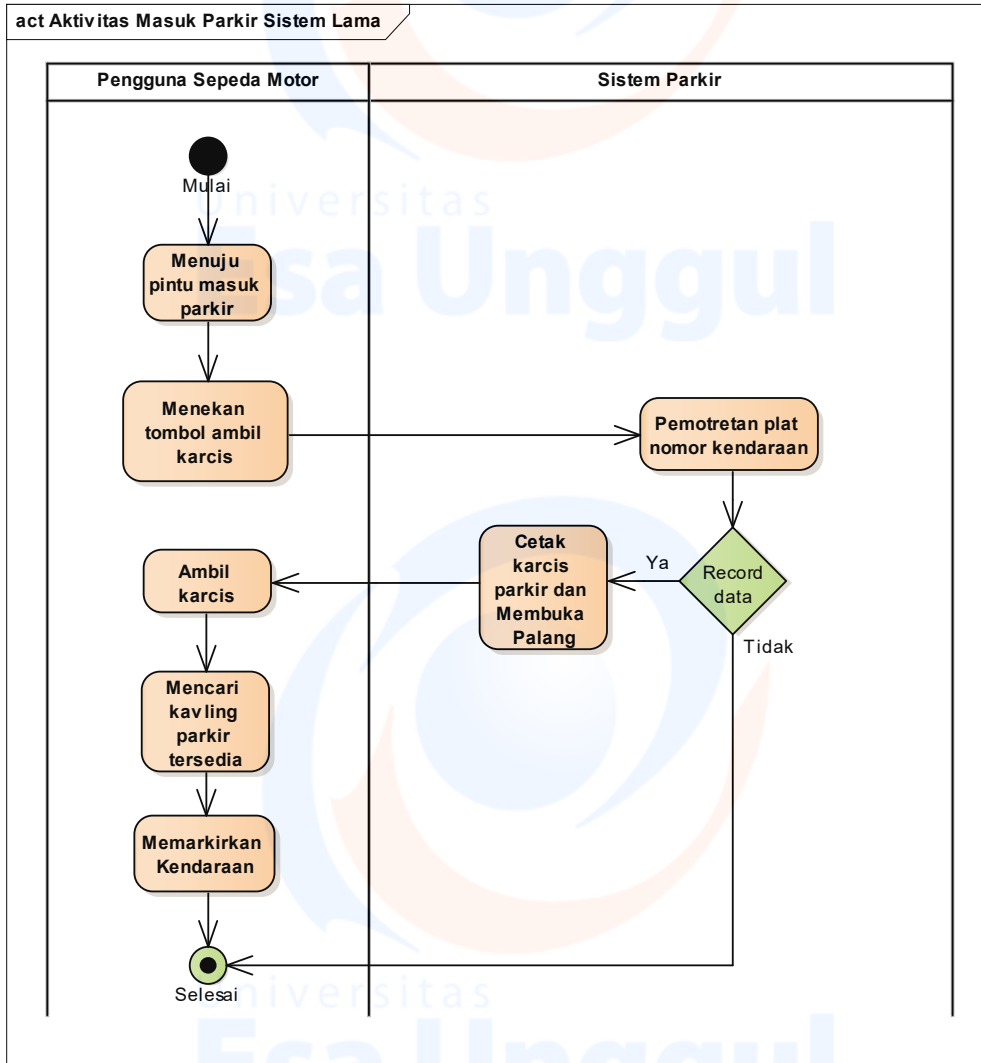 act Aktivitas Masuk Parkir Sistem Lama
Pengguna Sepeda Motor
Sistem Parkir
Mulai
Universitas
Esa Unggul
Menuju
pintu masuk
parkir
Menekan
tombol ambil
karcis
Pemotretan plat
nomor kendaraan
Record
data
Ya
Tidak
Cetak
karcis
parkir dan
Membuka
Palang
Ambil
karcis
Mencari
kavling
parkir
tersedia
Memarkirkan
Kendaraan
Selesai
Universitas
Esa Unggul